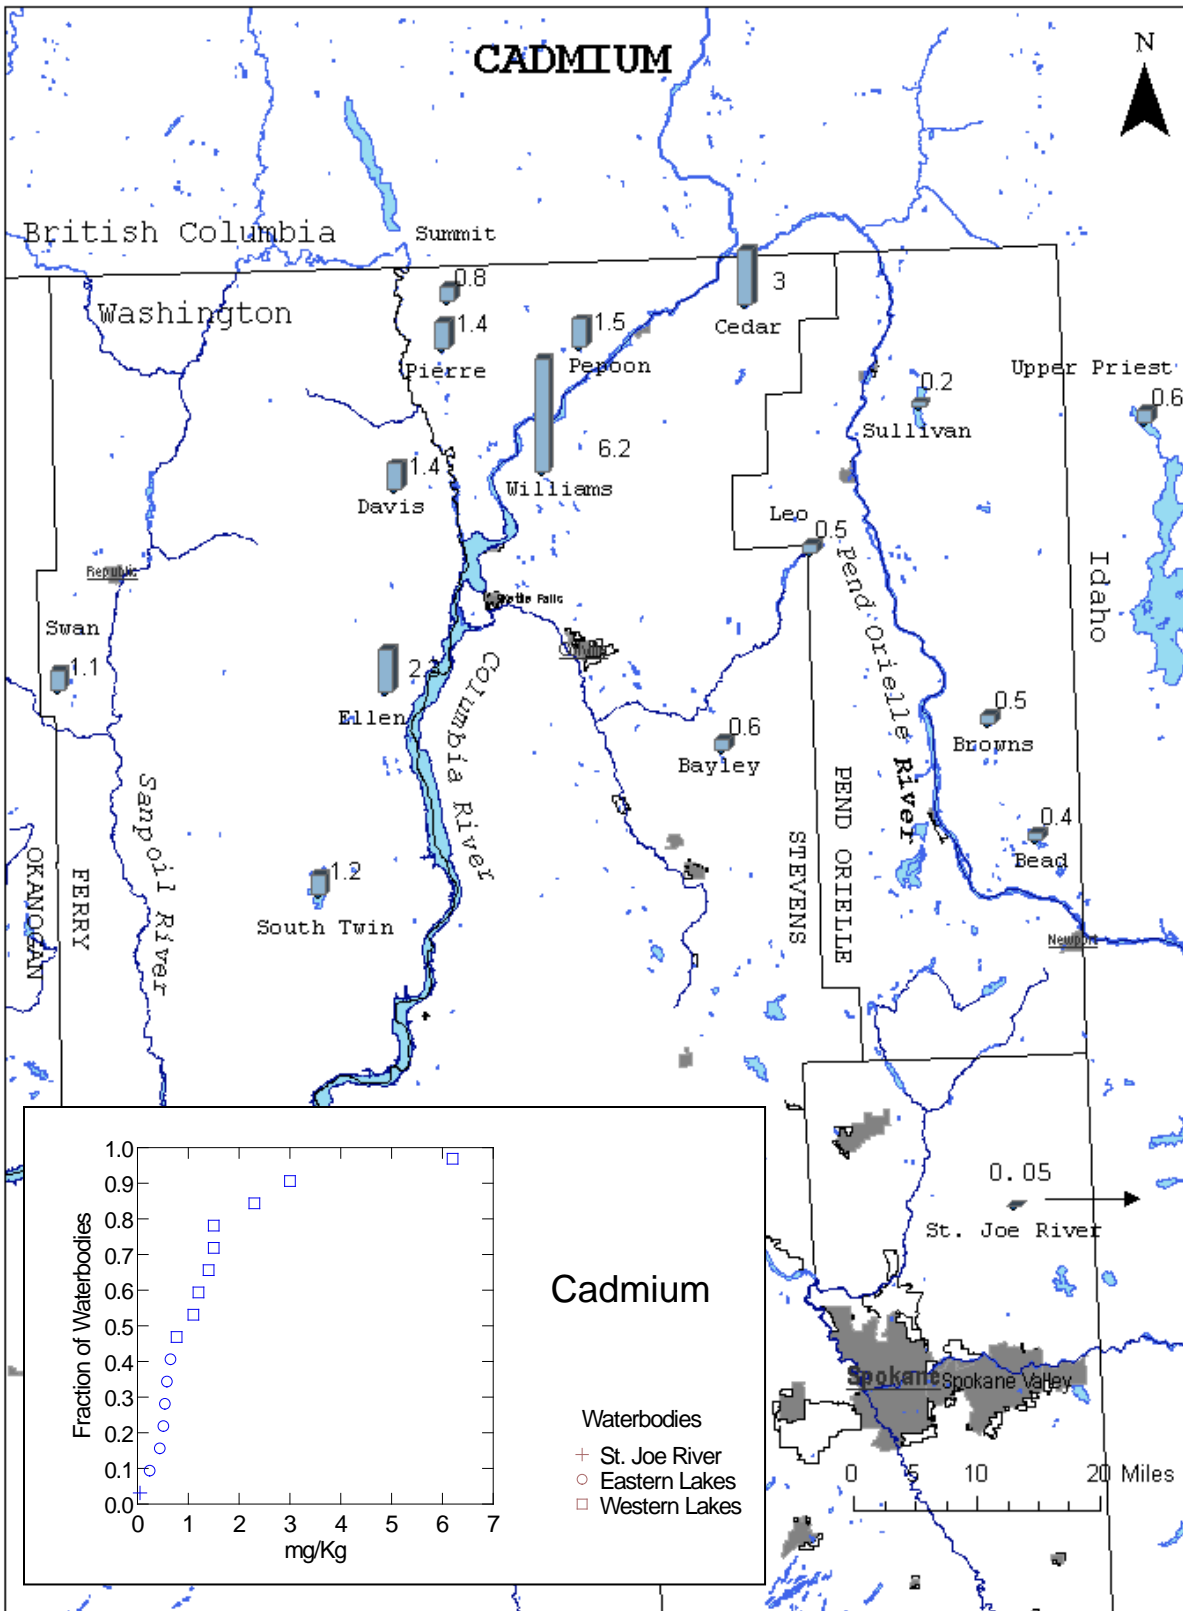 CADMIUM
N
British Columbia
Summit
0.8
3
Washington
1.4
1.5
Cedar
Pierre
Pepoon
Upper Priest
0.2
0.6
Sullivan
6.2
1.4
Williams
Davis
Leo
0.5
Pend Orielle River
Idaho
Republic
Kettle Falls
Swan
1.1
Columbia River
Ellen
0.5
Browns
0.6
Bayley
PEND ORIELLE
STEVENS
Sanpoil River
0.4
Bead
OKANOGAN
FERRY
1.2
South Twin
Newport
0.05
St. Joe River
Spokane
Spokane Valley
0 5 10 20 Miles
1.0
0.9
0.8
0.7
0.6
0.5
0.4
0.3
0.2
0.1
0.0
Fraction of Waterbodies
0 1 2 3 4 5 6 7
mg/Kg
Cadmium
Waterbodies
St. Joe River
Eastern Lakes
Western Lakes